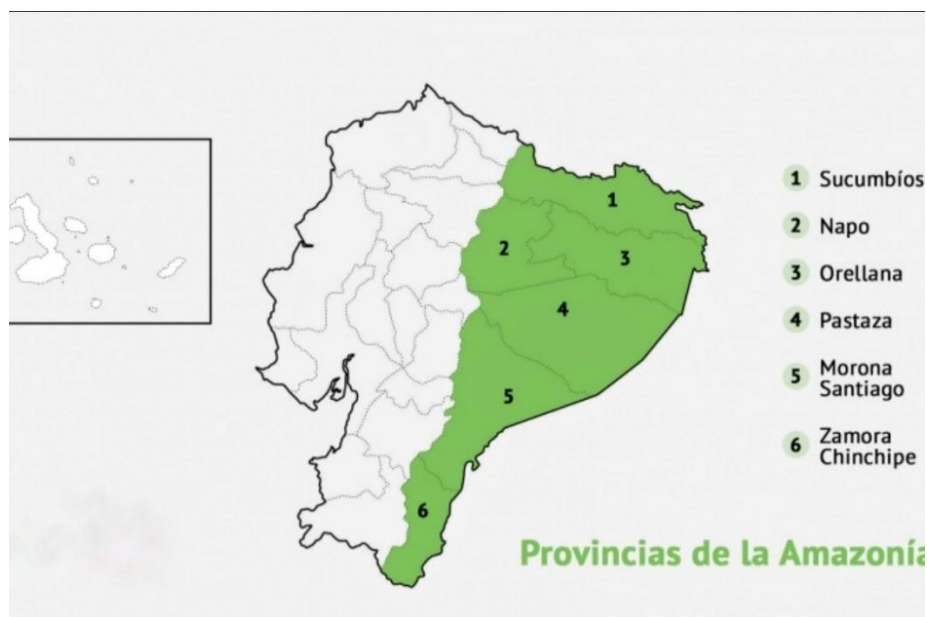 1
2
3
4
5
6
1 Sucumbíos
2 Napo
3 Orellana
4 Pastaza
5 Morona
Santiago
6 Zamora
Chinchipe
Provincias de la Amazonía